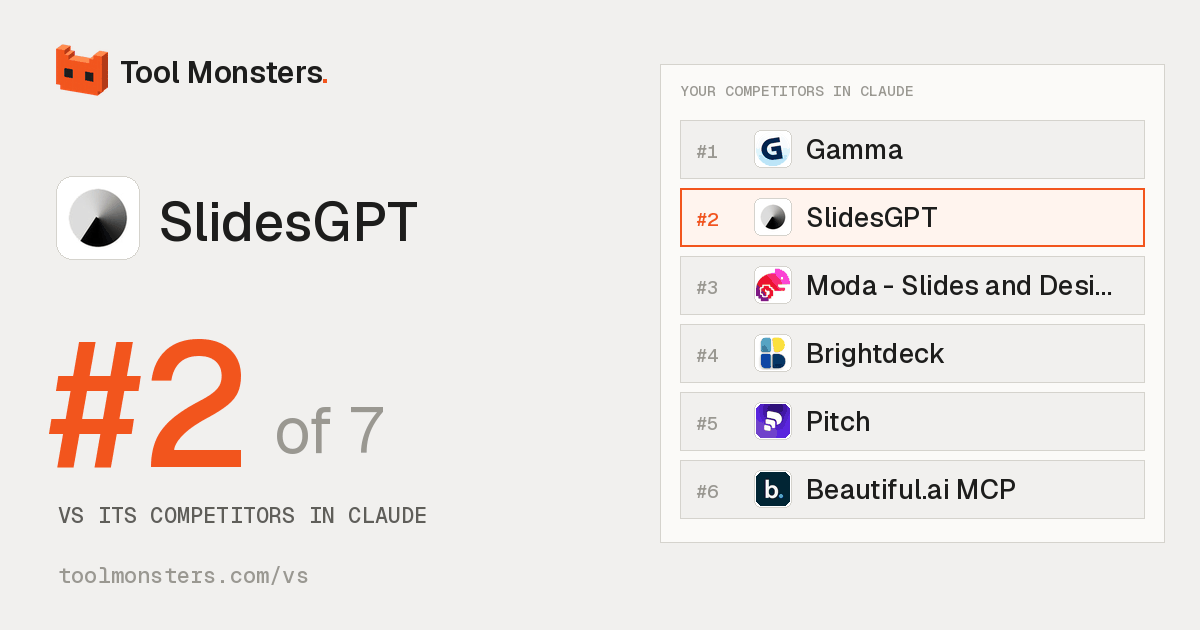 Tool Monsters.
SlidesGPT
#2 of 7
VS ITS COMPETITORS IN CLAUDE
toolmonsters.com/vs
YOUR COMPETITORS IN CLAUDE
#1 Gamma
#2 SlidesGPT
#3 Moda - Slides and Desi...
#4 Brightdeck
#5 Pitch
#6 b. Beautiful.ai MCP